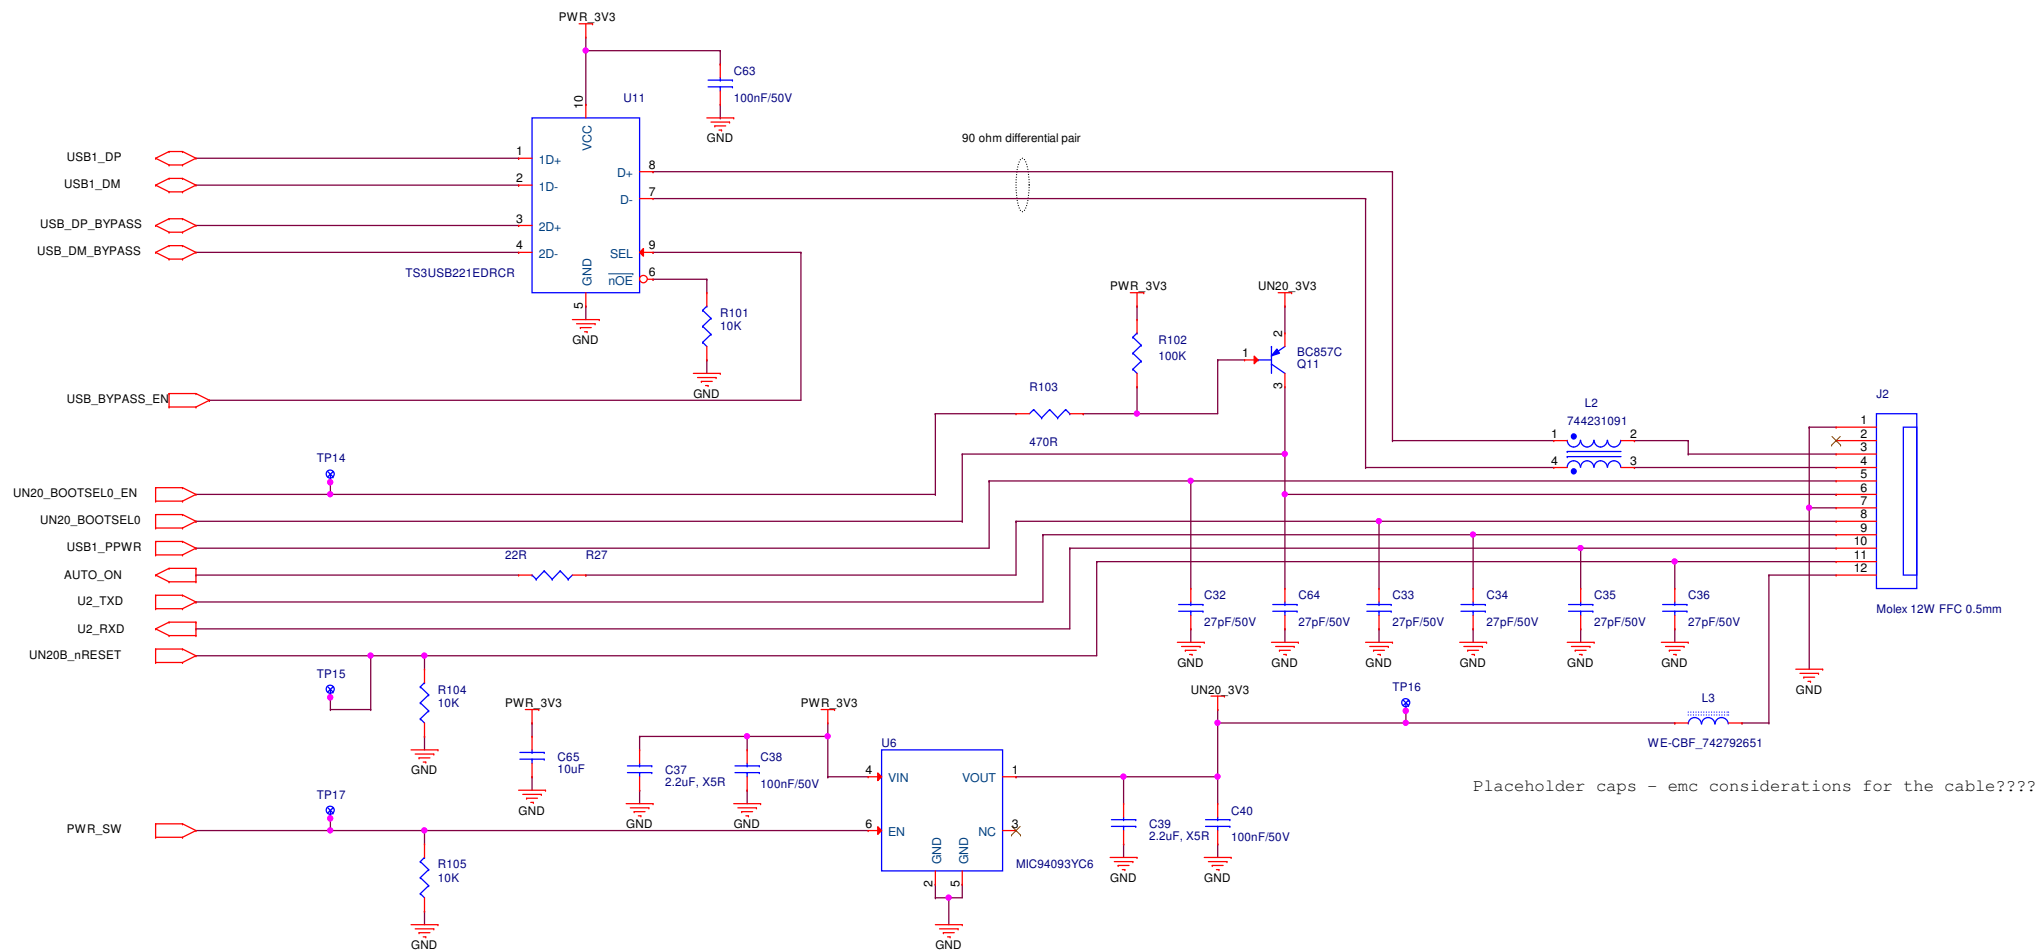 PWR_3V3
C63
100nF/50V
GND
U11
10
VCC
USB1_DP
1
1D+
USB1_DM
2
1D-
USB_DP_BYPASS
3
2D+
USB_DM_BYPASS
4
2D-
D+
8
D-
7
SEL
9
nOE
6
GND
5
GND
TS3USB221EDRCR
90 ohm differential pair
R101
10K
GND
USB_BYPASS_EN
PWR_3V3
R102
100K
UN20_3V3
2
1
BC857C
Q11
3
R103
470R
L2
744231091
1
2
4
3
J2
1
2
3
4
5
6
7
8
9
10
11
12
Molex 12W FFC 0.5mm
TP14
UN20_BOOTSEL0_EN
UN20_BOOTSEL0
USB1_PPWR
AUTO_ON
22R
R27
U2_TXD
U2_RXD
UN20B_nRESET
C32
27pF/50V
GND
C64
27pF/50V
GND
C33
27pF/50V
GND
C34
27pF/50V
GND
C35
27pF/50V
GND
C36
27pF/50V
GND
GND
TP15
R104
10K
GND
PWR_3V3
C65
10uF
GND
PWR_3V3
C37
2.2uF, X5R
GND
C38
100nF/50V
GND
U6
4
VIN
VOUT
1
6
EN
NC
3
GND
GND
2
5
GND
MIC94093YC6
UN20_3V3
TP16
L3
WE-CBF_742792651
C39
2.2uF, X5R
GND
C40
100nF/50V
GND
Placeholder caps - emc considerations for the cable????
TP17
PWR_SW
R105
10K
GND